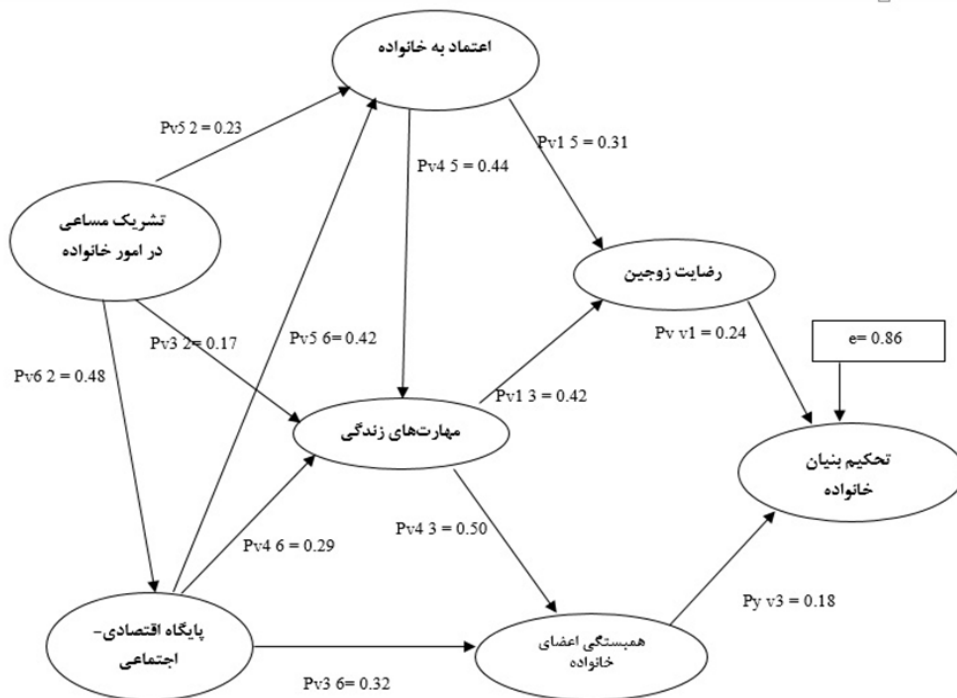 اعتماد به خانواده
Pv5 2 = 0.23
Pv4 5 = 0.44
Pv1 5 = 0.31
تشریک مساعی
در امور خانواده
رضایت زوجین
Pv6 2 = 0.48
Pv3 2= 0.17
Pv5 6= 0.42
Pv v1 = 0.24
e= 0.86
Pv1 3 = 0.42
مهارت‌های زندگی
تحکیم بنیان
خانواده
Pv4 6 = 0.29
Pv4 3 = 0.50
پایگاه اقتصادی-
اجتماعی
همبستگی اعضای
خانواده
Py v3 = 0.18
Pv3 6= 0.32